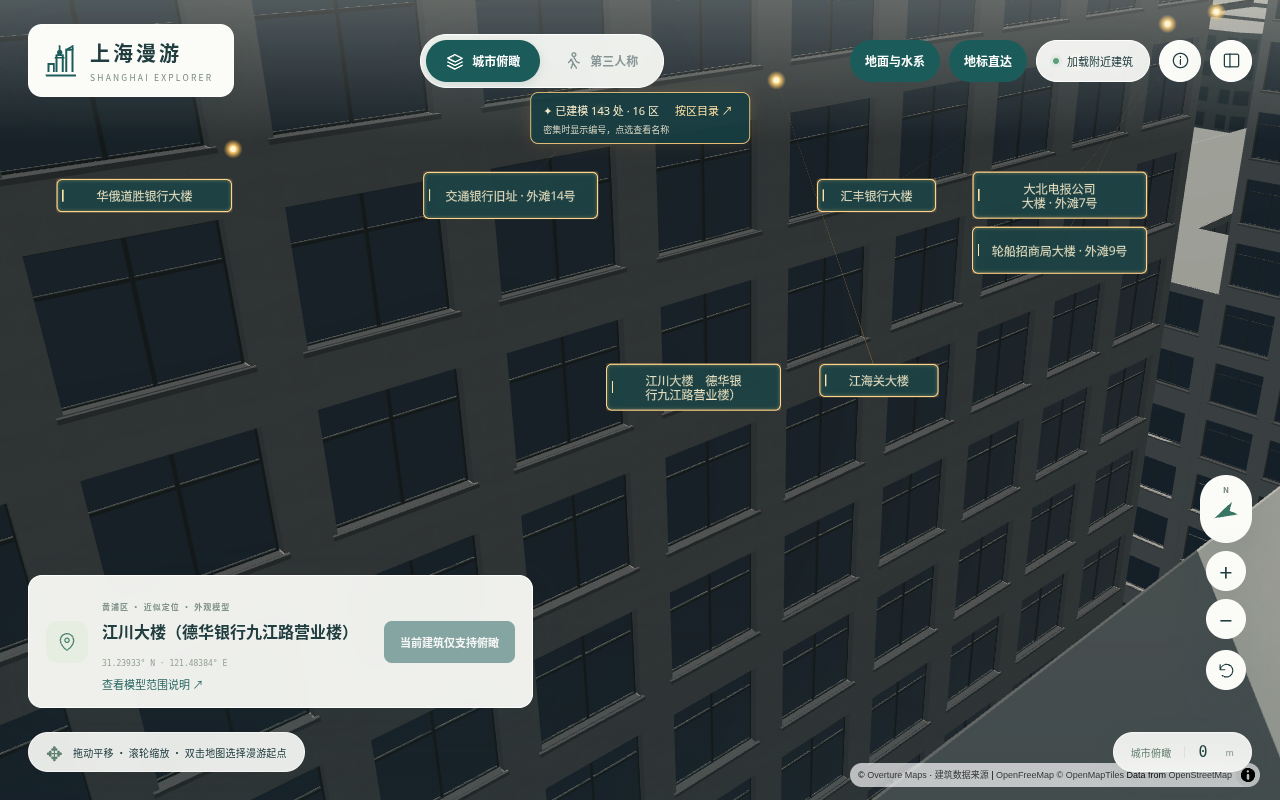 上海漫游
SHANGHAI EXPLORER
城市俯瞰
第三人称
地面与水系
地标直达
加载附近建筑
✦ 已建模 143 处 · 16 区 按区目录 ↗
密集时显示编号，点选查看名称
华俄道胜银行大楼
交通银行旧址 · 外滩14号
汇丰银行大楼
大北电报公司
大楼 · 外滩7号
轮船招商局大楼 · 外滩9号
江川大楼 德华银
行九江路营业楼）
江海关大楼
N
黄浦区 · 近似定位 · 外观模型
江川大楼（德华银行九江路营业楼）
31.23933° N · 121.48384° E
查看模型范围说明 ↗
当前建筑仅支持俯瞰
拖动平移 · 滚轮缩放 · 双击地图选择漫游起点
城市俯瞰 0 m
© Overture Maps · 建筑数据来源 | OpenFreeMap © OpenMapTiles Data from OpenStreetMap